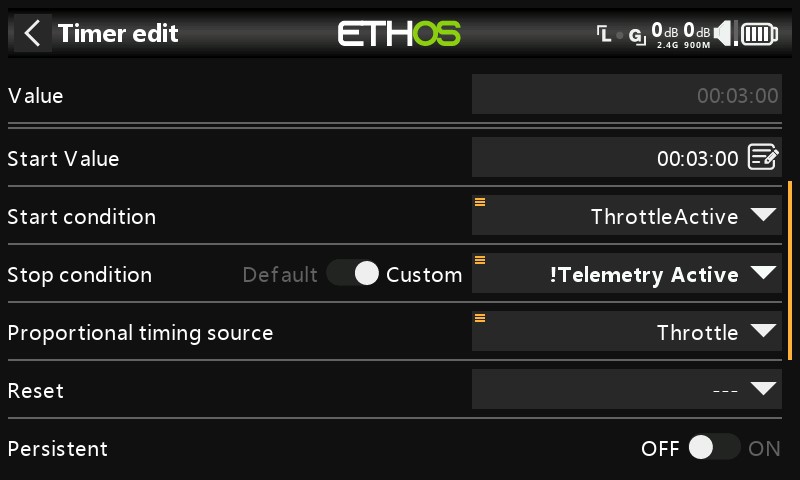 Timer edit
ETHOS
L G 0dB 0dB
2.4G 900M
Value 00:03:00
Start Value 00:03:00
Start condition ThrottleActive
Stop condition Default Custom !Telemetry Active
Proportional timing source Throttle
Reset ---
Persistent OFF ON